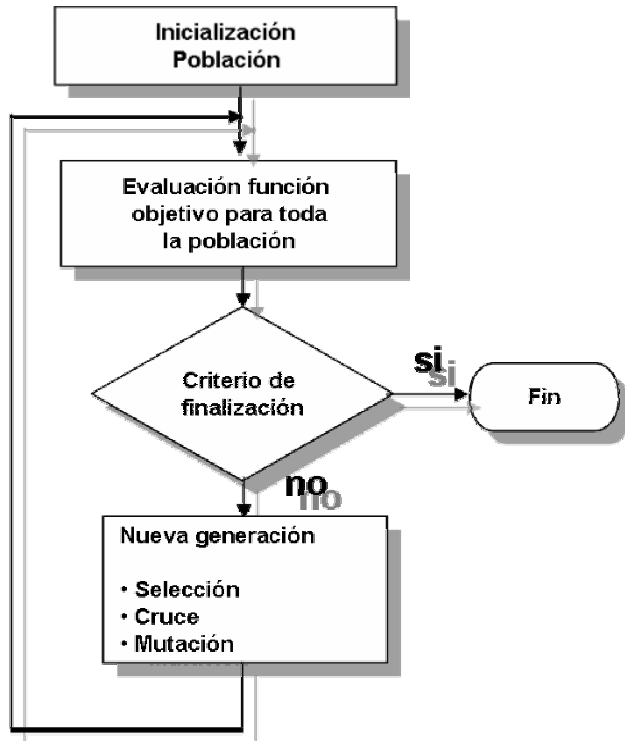 Inicialización
Población
Evaluación función
objetivo para toda
la población
Criterio de
finalización
si
Fin
no
Nueva generación
• Selección
• Cruce
• Mutación